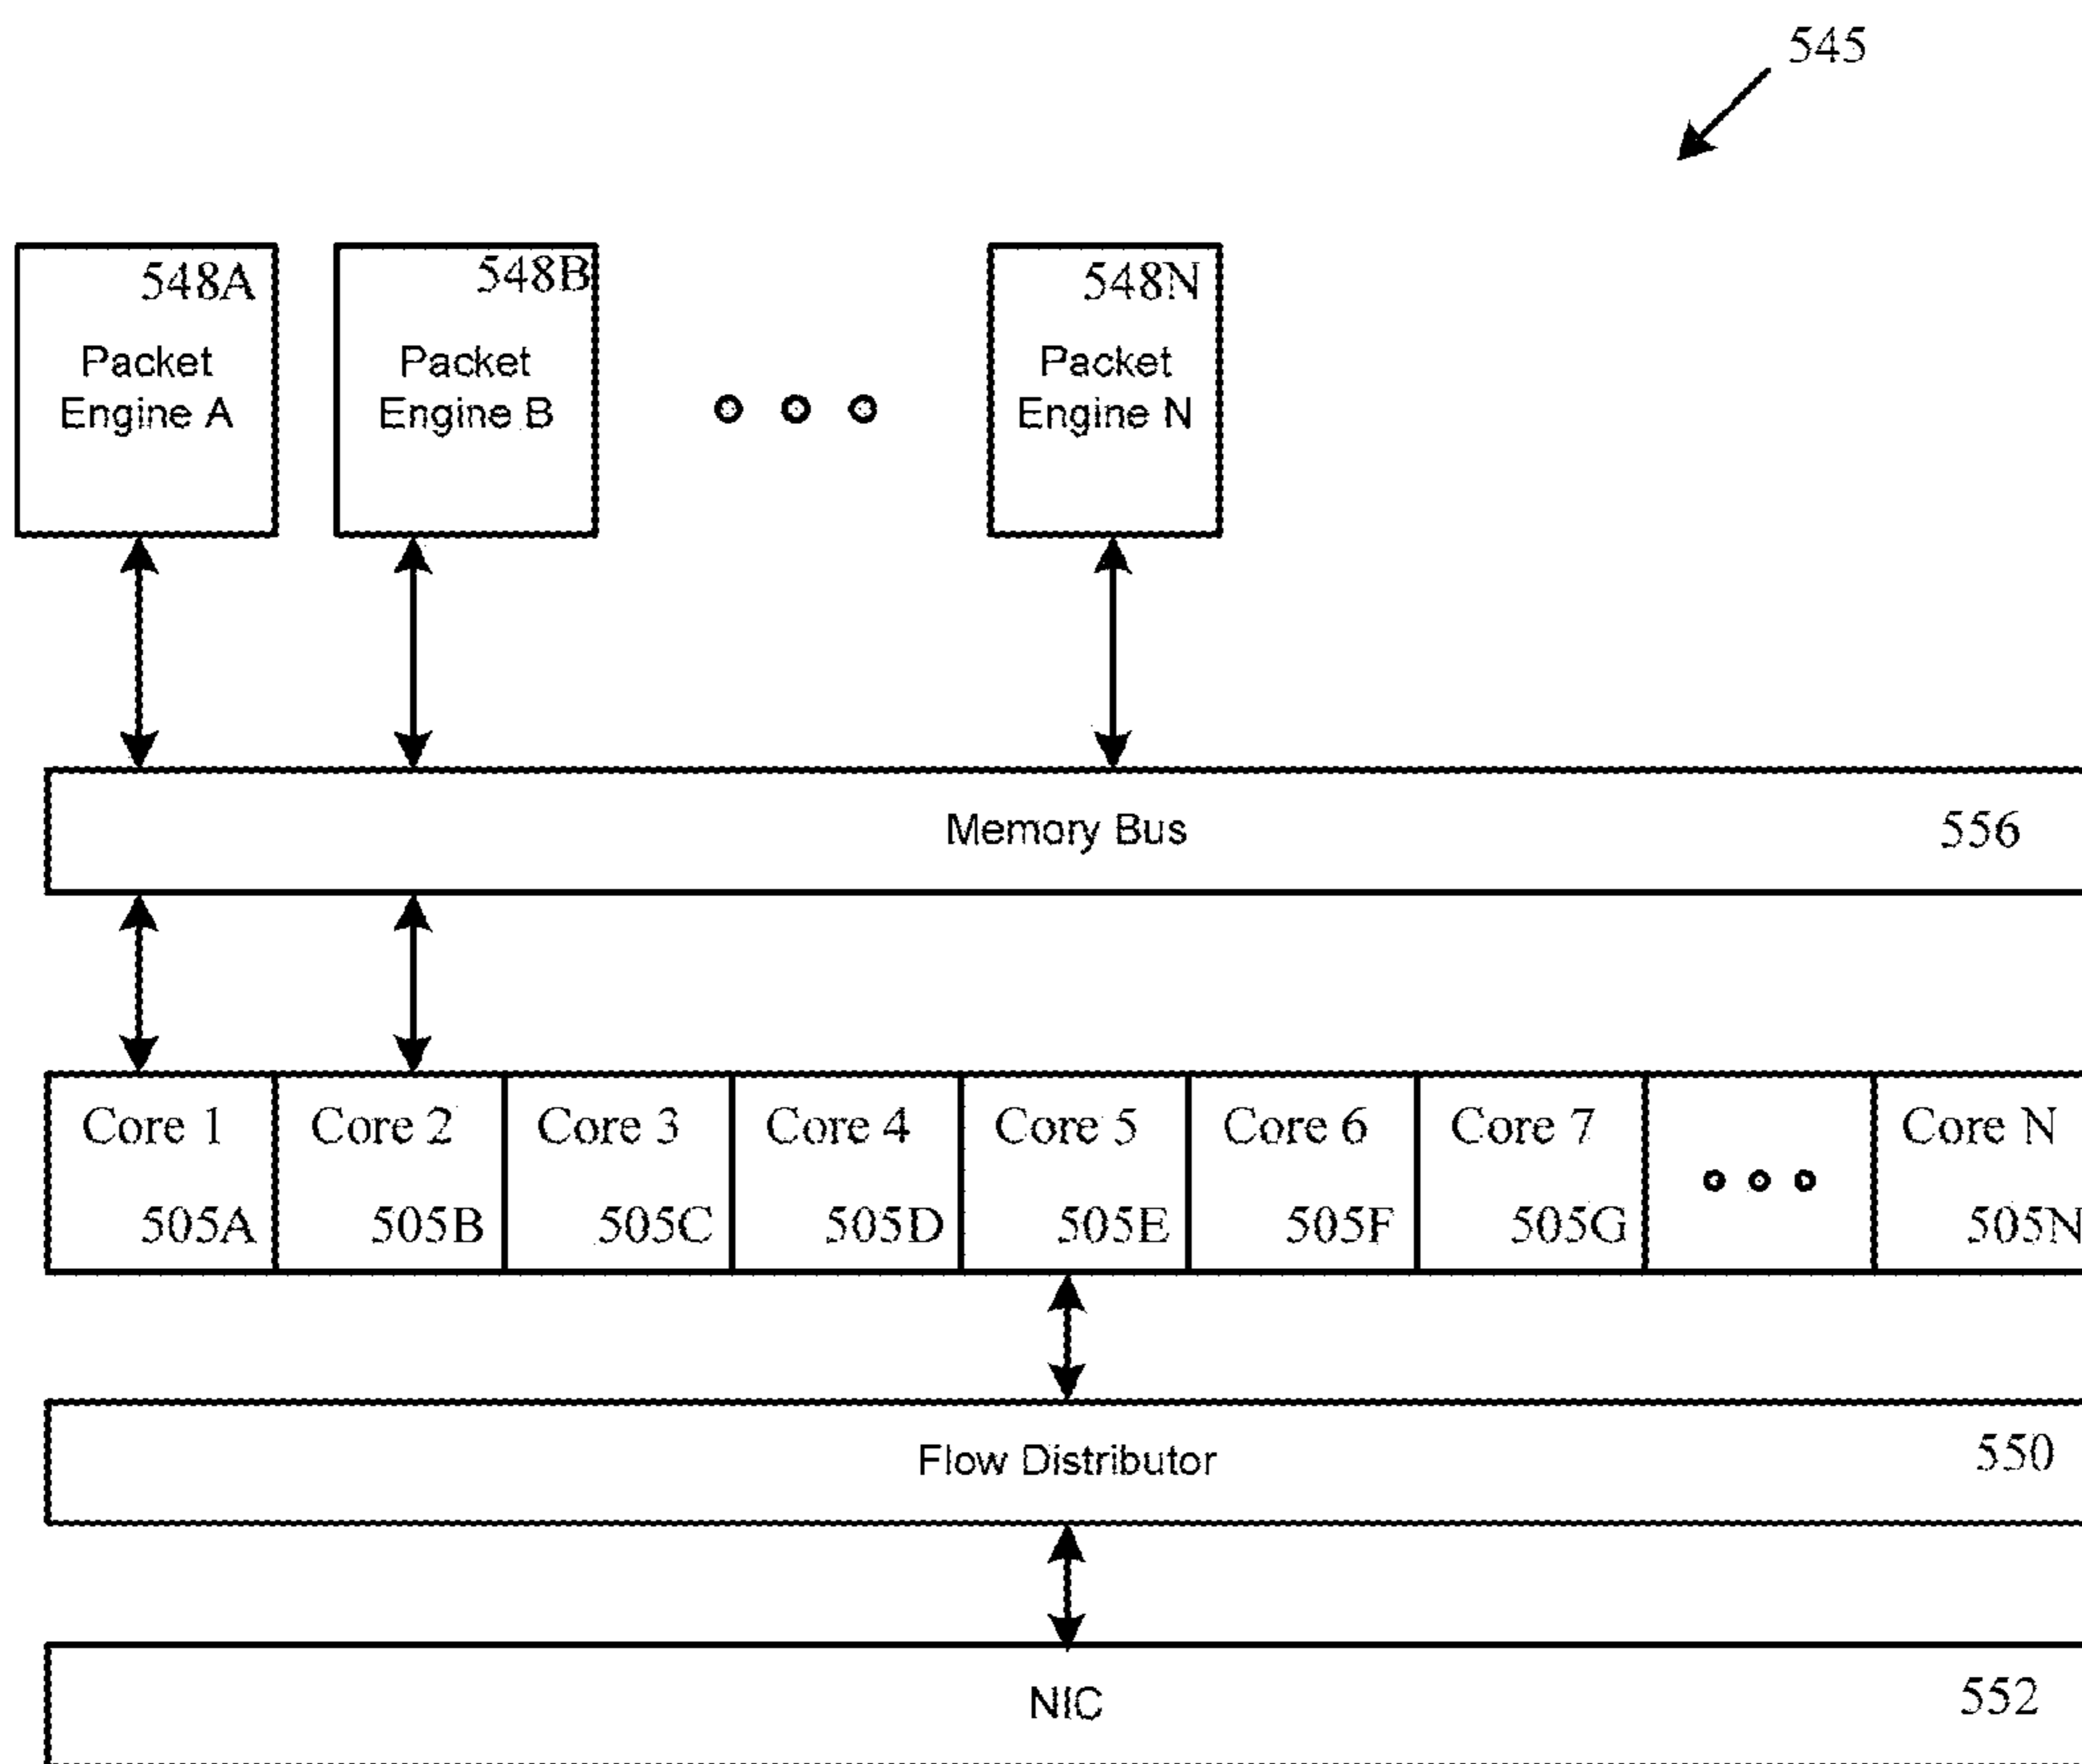 545
548A
Packet
Engine A
548B
Packet
Engine B
548N
Packet
Engine N
Memory Bus
556
Core 1
505A
Core 2
505B
Core 3
505C
Core 4
505D
Core 5
505E
Core 6
505F
Core 7
505G
Core N
505N
Flow Distributor
550
NIC
552